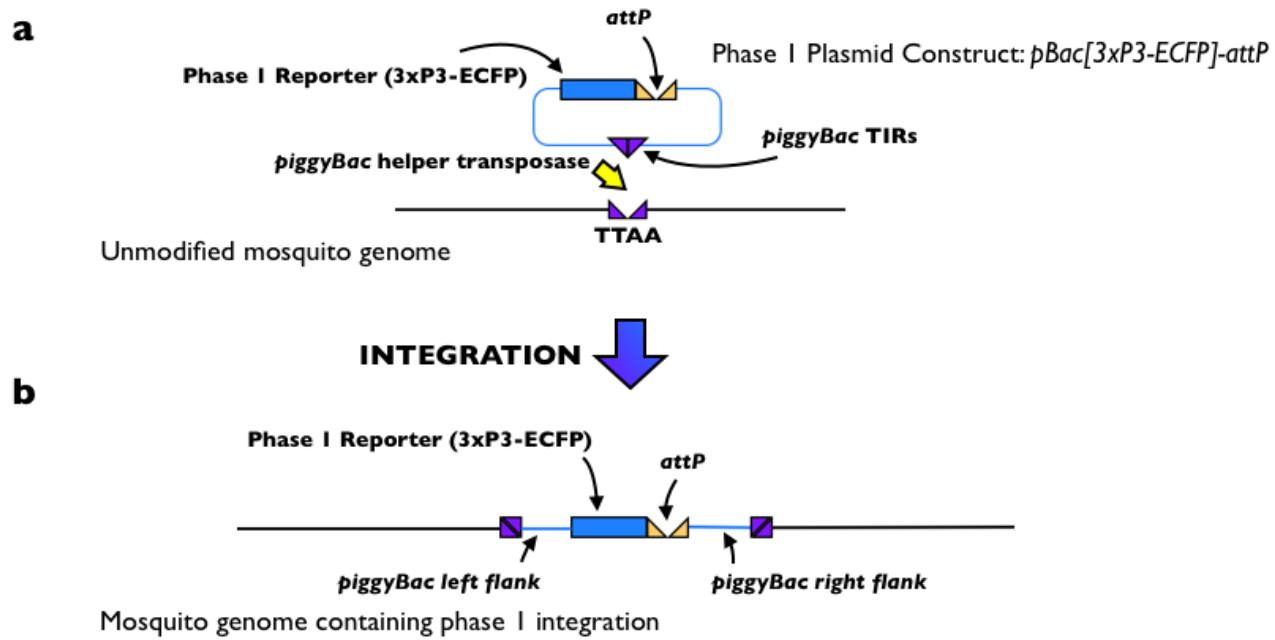 a
attP
Phase 1 Plasmid Construct: pBac[3xP3-ECFP]-attP
Phase 1 Reporter (3xP3-ECFP)
piggyBac TIRs
piggyBac helper transposase
TTAA
Unmodified mosquito genome
INTEGRATION
b
Phase 1 Reporter (3xP3-ECFP)
attP
piggyBac left flank
piggyBac right flank
Mosquito genome containing phase 1 integration